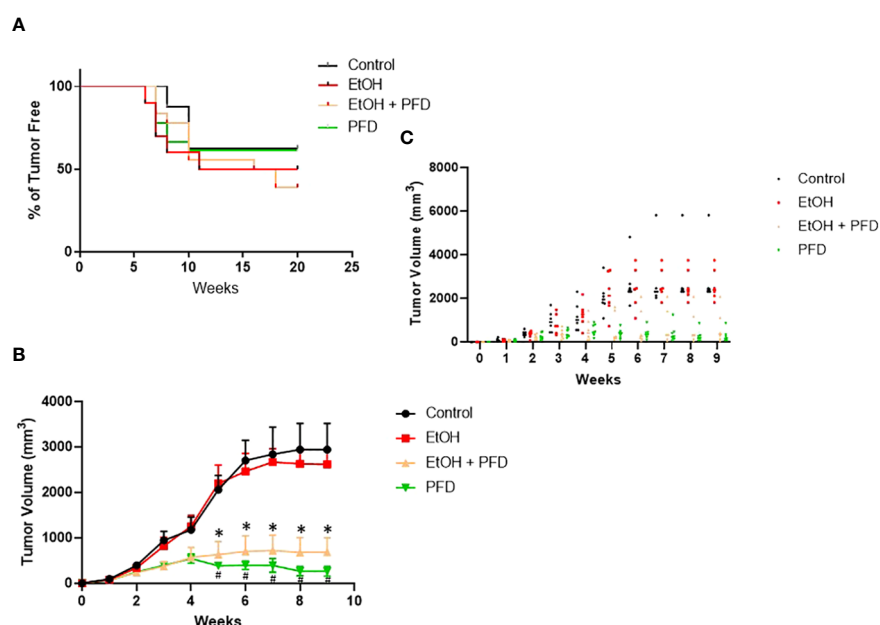 A
Control
EtOH
EtOH + PFD
PFD
100
50
0
% of Tumor Free
0 5 10 15 20 25
Weeks
C
8000
6000
4000
2000
0
Tumor Volume (mm³)
0 1 2 3 4 5 6 7 8 9
Weeks
Control
EtOH
EtOH + PFD
PFD
B
4000
3000
2000
1000
0
Tumor Volume (mm³)
* * * * *
# # # # #
0 2 4 6 8 10
Weeks
Control
EtOH
EtOH + PFD
PFD